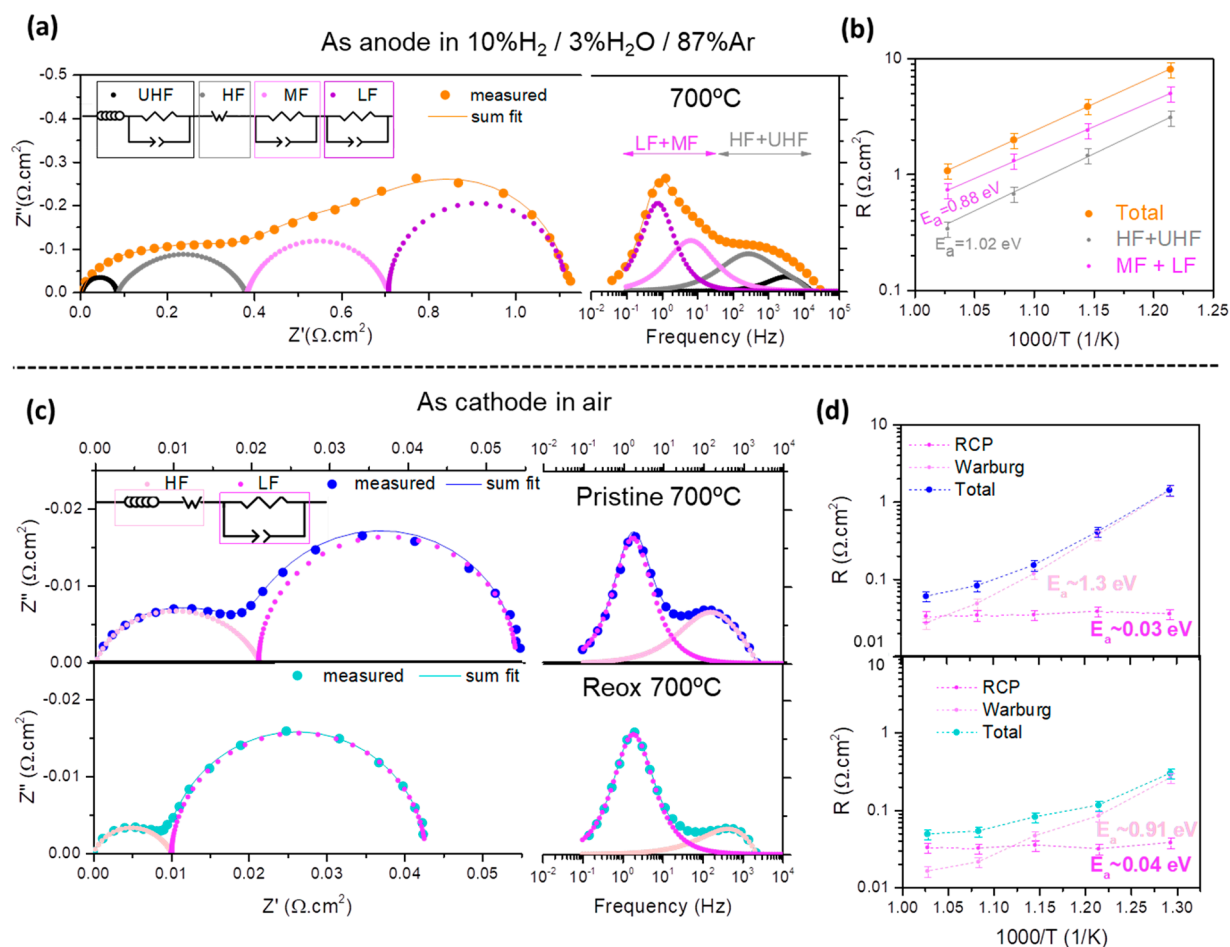 (a)
As anode in 10%H2 / 3%H2O / 87%Ar
(b)
-0.5
-0.4
-0.3
-0.2
-0.1
0.0
Z''(Ω.cm²)
UHF HF MF LF
measured
sum fit
700ºC
LF+MF HF+UHF
0.0 0.2 0.4 0.6 0.8 1.0
Z'(Ω.cm²)
10⁻² 10⁻¹ 10⁰ 10¹ 10² 10³ 10⁴ 10⁵
Frequency (Hz)
10
1
0.1
R (Ω.cm²)
Ea=0.88 eV
Ea=1.02 eV
Total
HF+UHF
MF + LF
1.00 1.05 1.10 1.15 1.20 1.25
1000/T (1/K)
(c)
As cathode in air
(d)
0.00 0.01 0.02 0.03 0.04 0.05
10⁻² 10⁻¹ 10⁰ 10¹ 10² 10³ 10⁴
HF LF measured sum fit
Pristine 700ºC
-0.02
-0.01
0.00
Z'' (Ω.cm²)
measured sum fit
Reox 700ºC
-0.02
-0.01
0.00
Z'' (Ω.cm²)
0.00 0.01 0.02 0.03 0.04 0.05
Z' (Ω.cm²)
10⁻² 10⁻¹ 10⁰ 10¹ 10² 10³ 10⁴
Frequency (Hz)
10
1
0.1
0.01
R (Ω.cm²)
RCP
Warburg
Total
Ea~1.3 eV
Ea~0.03 eV
10
1
0.1
0.01
R (Ω.cm²)
RCP
Warburg
Total
Ea~0.91 eV
Ea~0.04 eV
1.00 1.05 1.10 1.15 1.20 1.25 1.30
1000/T (1/K)